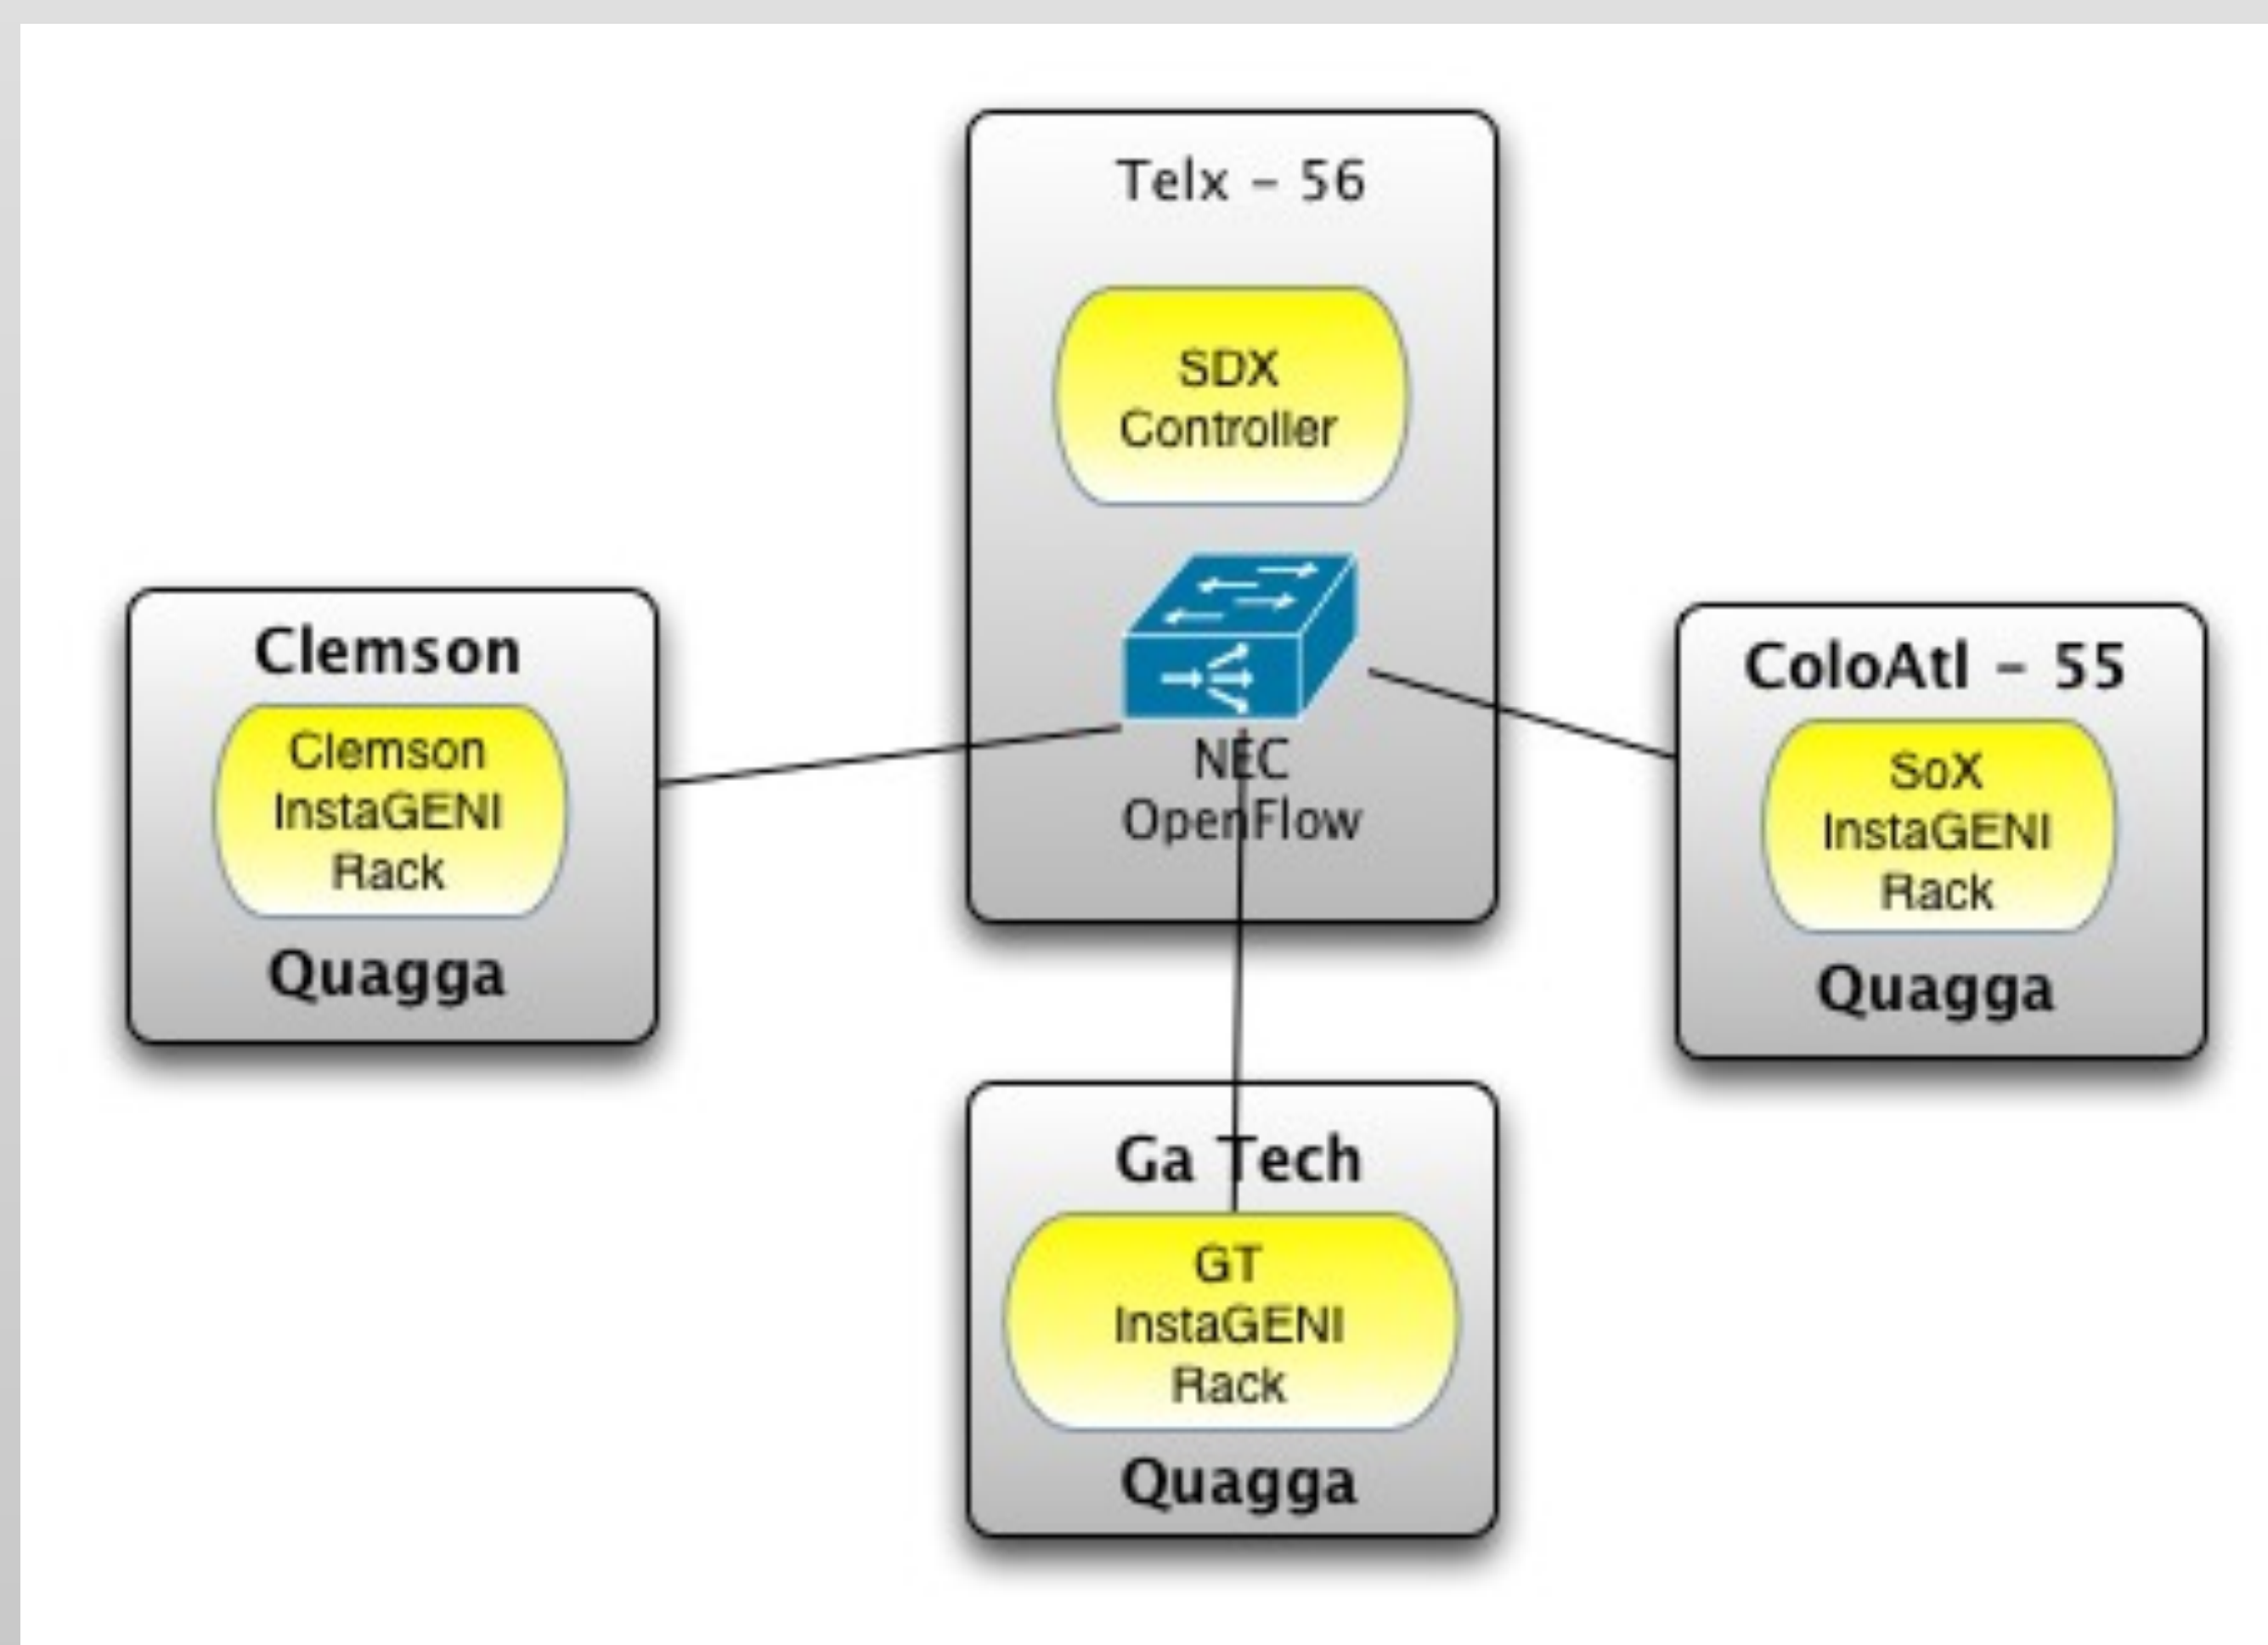 Telx – 56
SDX
Controller
NEC
OpenFlow
Clemson
Clemson
InstaGENI
Rack
Quagga
ColoAtl – 55
SoX
InstaGENI
Rack
Quagga
Ga Tech
GT
InstaGENI
Rack
Quagga